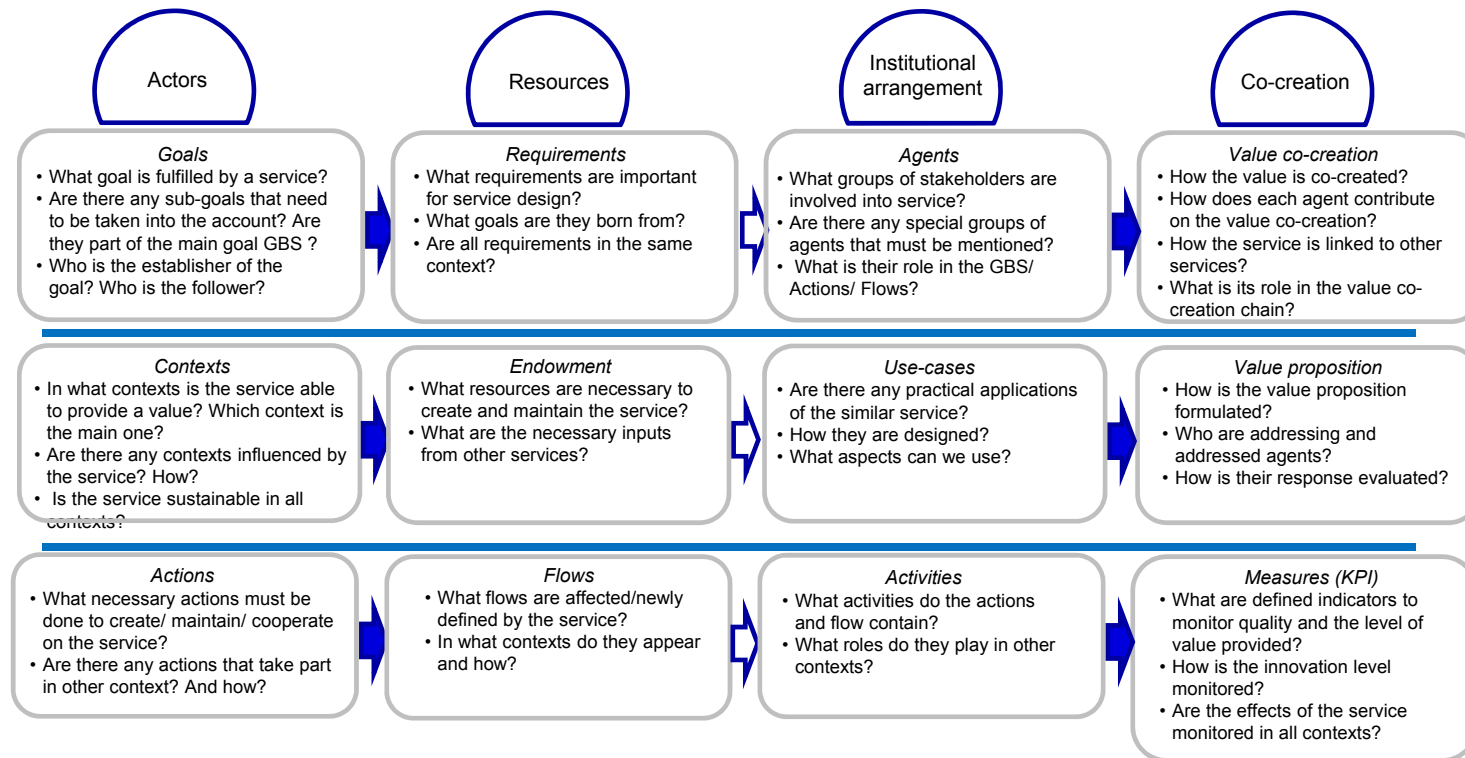 Actors
Resources
Institutional
arrangement
Co-creation
Goals
• What goal is fulfilled by a service?
• Are there any sub-goals that need
to be taken into the account? Are
they part of the main goal GBS ?
• Who is the establisher of the
goal? Who is the follower?
Requirements
• What requirements are important
for service design?
• What goals are they born from?
• Are all requirements in the same
context?
Agents
• What groups of stakeholders are
involved into service?
• Are there any special groups of
agents that must be mentioned?
• What is their role in the GBS/
Actions/ Flows?
Value co-creation
• How the value is co-created?
• How does each agent contribute
on the value co-creation?
• How the service is linked to other
services?
• What is its role in the value co-
creation chain?
Contexts
• In what contexts is the service able
to provide a value? Which context is
the main one?
• Are there any contexts influenced by
the service? How?
• Is the service sustainable in all
contexts?
Endowment
• What resources are necessary to
create and maintain the service?
• What are the necessary inputs
from other services?
Use-cases
• Are there any practical applications
of the similar service?
• How they are designed?
• What aspects can we use?
Value proposition
• How is the value proposition
formulated?
• Who are addressing and
addressed agents?
• How is their response evaluated?
Actions
• What necessary actions must be
done to create/ maintain/ cooperate
on the service?
• Are there any actions that take part
in other context? And how?
Flows
• What flows are affected/newly
defined by the service?
• In what contexts do they appear
and how?
Activities
• What activities do the actions
and flow contain?
• What roles do they play in other
contexts?
Measures (KPI)
• What are defined indicators to
monitor quality and the level of
value provided?
• How is the innovation level
monitored?
• Are the effects of the service
monitored in all contexts?